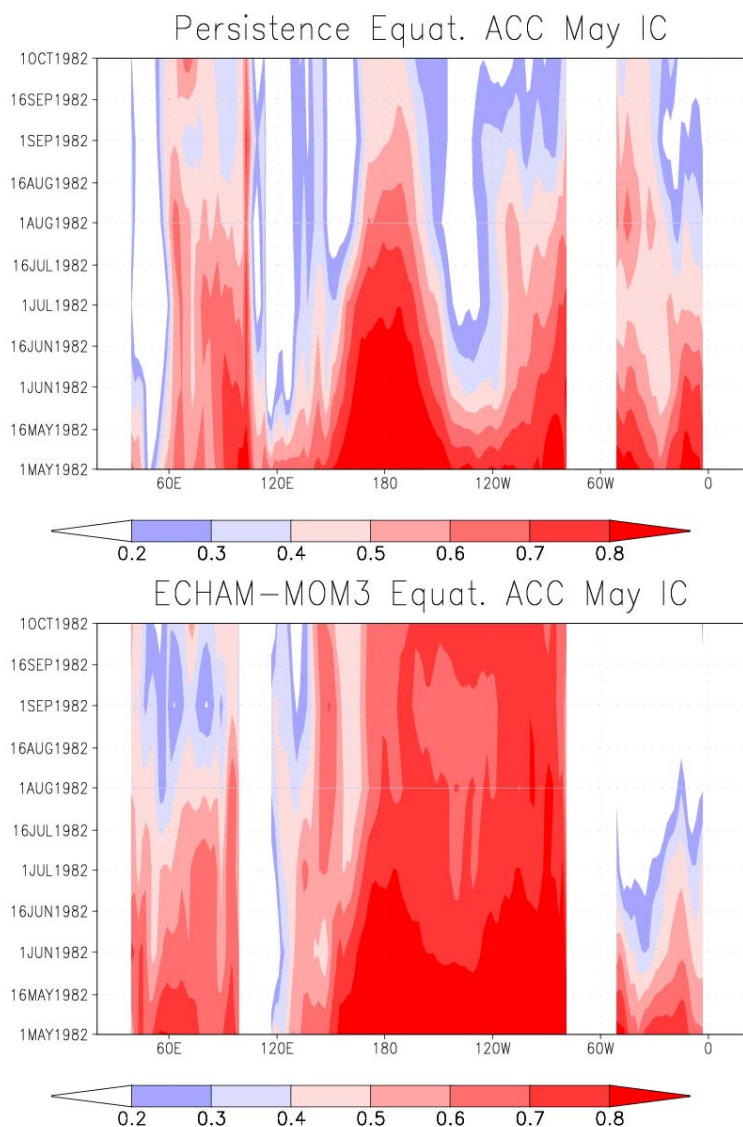 Persistence Equat. ACC May IC
1OCT1982
16SEP1982
1SEP1982
16AUG1982
1AUG1982
16JUL1982
1JUL1982
16JUN1982
1JUN1982
16MAY1982
1MAY1982
60E 120E 180 120W 60W 0
0.2 0.3 0.4 0.5 0.6 0.7 0.8
ECHAM-MOM3 Equat. ACC May IC
1OCT1982
16SEP1982
1SEP1982
16AUG1982
1AUG1982
16JUL1982
1JUL1982
16JUN1982
1JUN1982
16MAY1982
1MAY1982
60E 120E 180 120W 60W 0
0.2 0.3 0.4 0.5 0.6 0.7 0.8